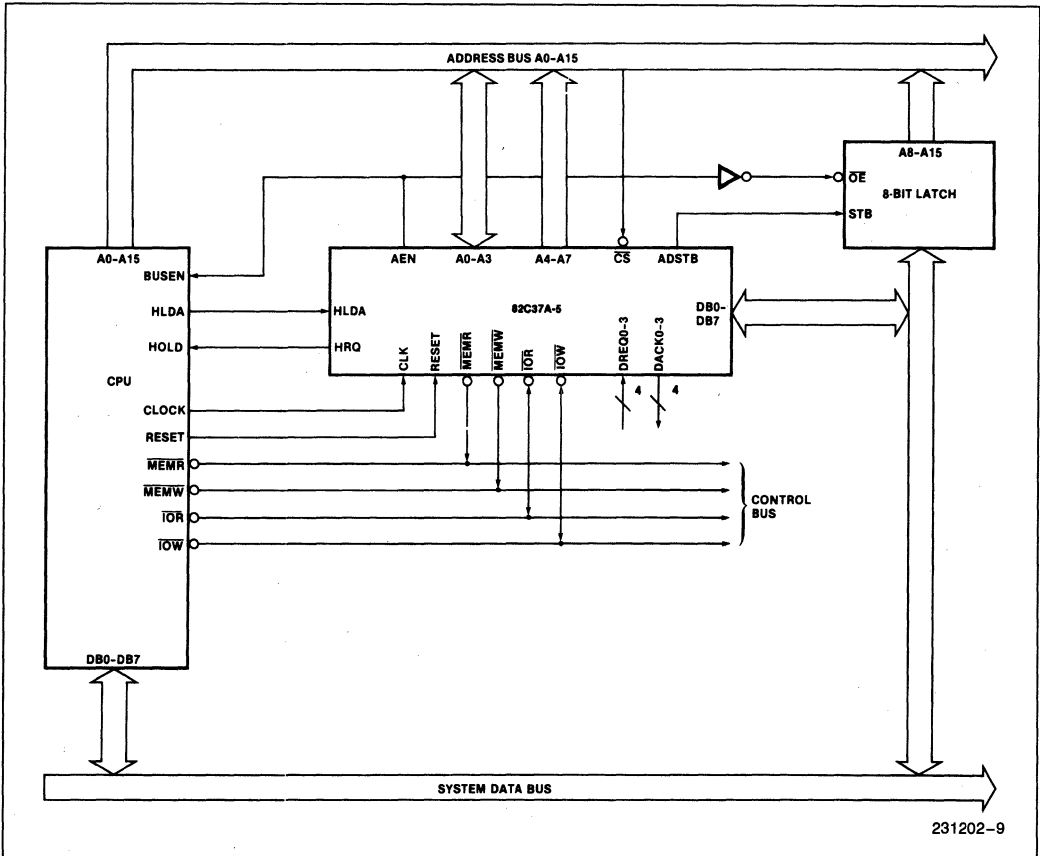 ADDRESS BUS A0-A15
A8-A15
OE
8-BIT LATCH
STB
A0-A15
AEN
A0-A3
A4-A7
CS
ADSTB
BUSEN
82C37A-5
DB0-
DB7
HLDA
HLDA
HOLD
HRQ
CLK
RESET
MEMR
MEMW
IOR
IOW
DREQ0-3
DACK0-3
4
4
CPU
CLOCK
RESET
MEMR
MEMW
IOR
IOW
CONTROL
BUS
DB0-DB7
SYSTEM DATA BUS
231202-9